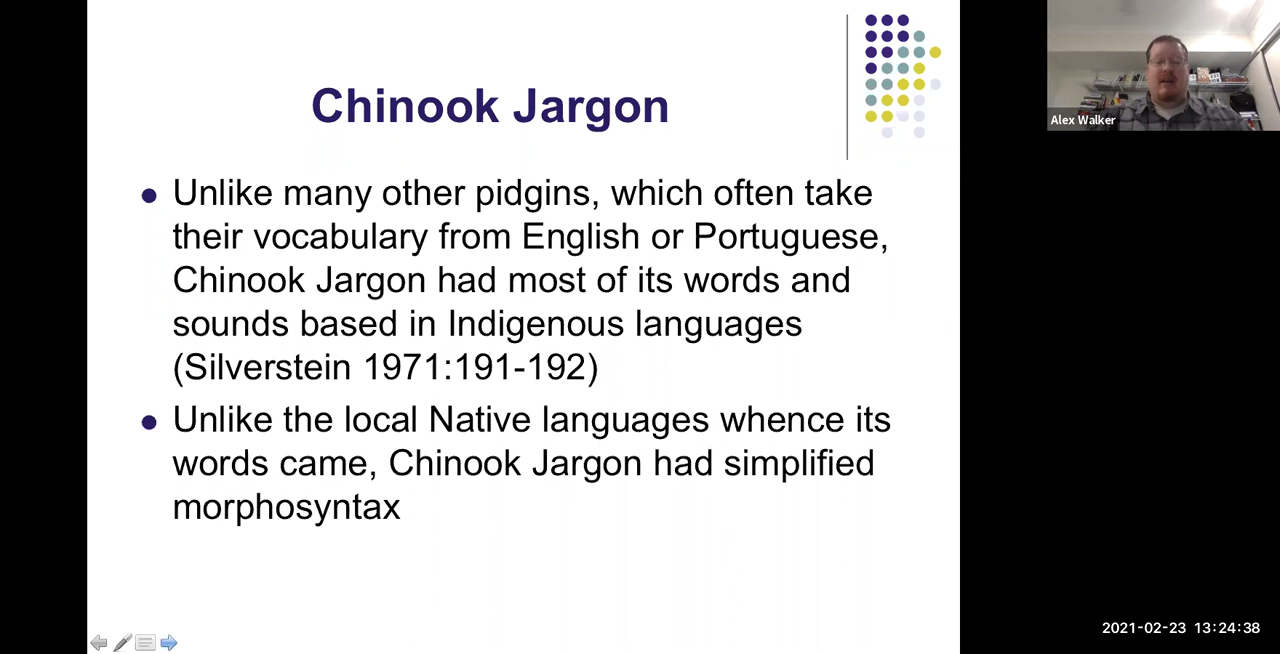 Chinook Jargon
Unlike many other pidgins, which often take
their vocabulary from English or Portuguese,
Chinook Jargon had most of its words and
sounds based in Indigenous languages
(Silverstein 1971:191-192)
Unlike the local Native languages whence its
words came, Chinook Jargon had simplified
morphosyntax
Alex Walker
2021-02-23 13:24:38